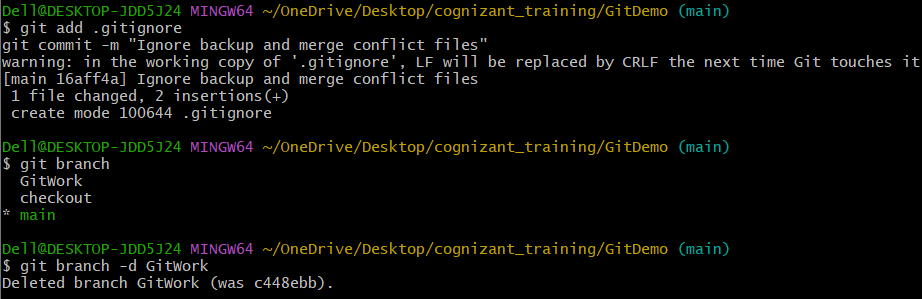 Dell@DESKTOP-JDD5J24 MINGW64 ~/OneDrive/Desktop/cognizant_training/GitDemo (main)
$ git add .gitignore
git commit -m "Ignore backup and merge conflict files"
warning: in the working copy of '.gitignore', LF will be replaced by CRLF the next time Git touches it
[main 16aff4a] Ignore backup and merge conflict files
 1 file changed, 2 insertions(+)
 create mode 100644 .gitignore

Dell@DESKTOP-JDD5J24 MINGW64 ~/OneDrive/Desktop/cognizant_training/GitDemo (main)
$ git branch
  GitWork
  checkout
* main

Dell@DESKTOP-JDD5J24 MINGW64 ~/OneDrive/Desktop/cognizant_training/GitDemo (main)
$ git branch -d GitWork
Deleted branch GitWork (was c448ebb).